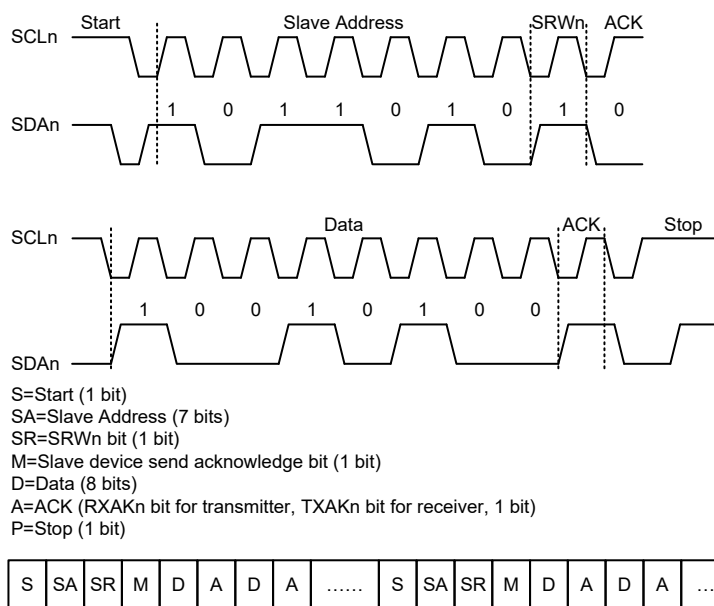 Start Slave Address SRWn ACK
SCLn
1 0 1 1 0 1 0 1 0
SDAn
Data ACK Stop
SCLn
1 0 0 1 0 1 0 0
SDAn
S=Start (1 bit)
SA=Slave Address (7 bits)
SR=SRWn bit (1 bit)
M=Slave device send acknowledge bit (1 bit)
D=Data (8 bits)
A=ACK (RXAKn bit for transmitter, TXAKn bit for receiver, 1 bit)
P=Stop (1 bit)
S SA SR M D A D A …… S SA SR M D A D A …